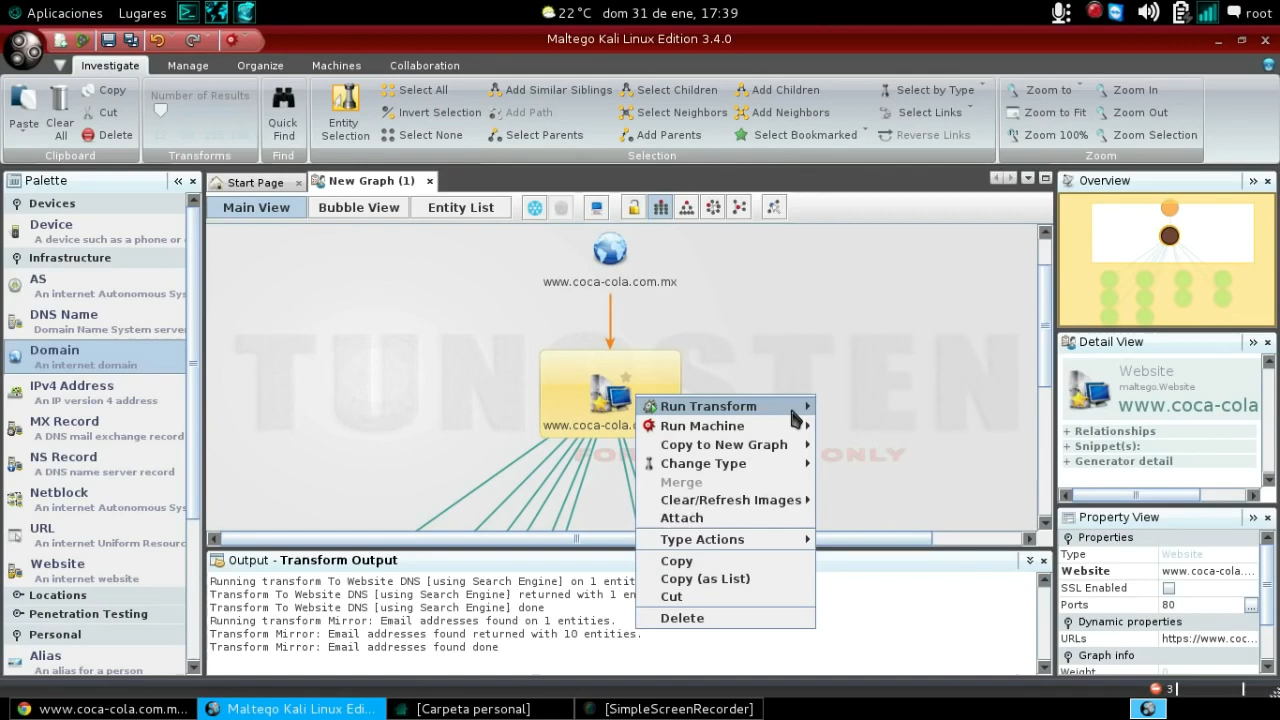 Aplicaciones Lugares 22 °C dom 31 de ene, 17:39 root
Maltego Kali Linux Edition 3.4.0
Investigate Manage Organize Machines Collaboration
Paste Clear All Copy Cut Delete
Clipboard
Number of Results
Transforms
Quick Find
Find
Entity Selection
Select All Add Similar Siblings Select Children Add Children Select by Type
Invert Selection Add Path Select Neighbors Add Neighbors Select Links
Select None Select Parents Add Parents Select Bookmarked Reverse Links
Selection
Zoom to Zoom In
Zoom to Fit Zoom Out
Zoom 100% Zoom Selection
Zoom
Palette
Devices
Device
A device such as a phone or
Infrastructure
AS
An internet Autonomous Sys
DNS Name
Domain Name System server
Domain
An internet domain
IPv4 Address
An IP version 4 address
MX Record
A DNS mail exchange record
NS Record
A DNS name server record
Netblock
An internet Autonomous Sys
URL
An internet Uniform Resourc
Website
An internet website
Locations
Penetration Testing
Personal
Alias
An alias for a person
Start Page New Graph (1)
Main View Bubble View Entity List
www.coca-cola.com.mx
TUNGSTEN
www.coca-cola.c
ONLY
Run Transform
Run Machine
Copy to New Graph
Change Type
Merge
Clear/Refresh Images
Attach
Type Actions
Copy
Copy (as List)
Cut
Delete
Output - Transform Output
Running transform To Website DNS [using Search Engine] on 1 entit
Transform To Website DNS [using Search Engine] returned with 1 en
Transform To Website DNS [using Search Engine] done
Running transform Mirror: Email addresses found on 1 entities.
Transform Mirror: Email addresses found returned with 10 entities.
Transform Mirror: Email addresses found done
Overview
Detail View
Website
maltego.Website
www.coca-cola
Relationships
Snippet(s):
Generator detail
Property View
Properties
Type Website
Website www.coca-cola....
SSL Enabled
Ports 80 ...
Dynamic properties
URLs https://www.coc...
Graph info
Weight 0
3
www.coca-cola.com.m... Maltego Kali Linux Edi... [Carpeta personal] [SimpleScreenRecorder]